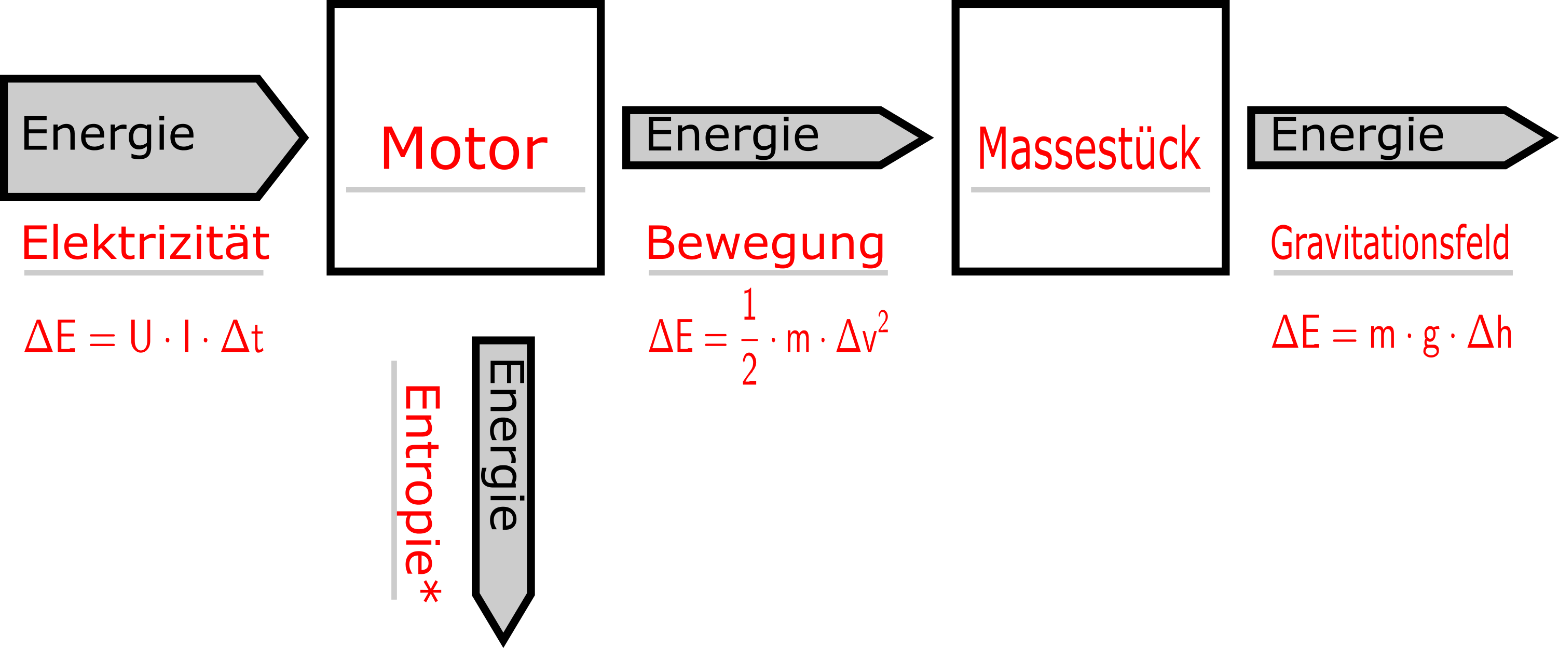 Energie
Motor
Energie
Massestück
Energie
Elektrizität
Bewegung
Gravitationsfeld
ΔE = U · I · Δt
ΔE = 1/2 · m · Δv²
ΔE = m · g · Δh
Entropie*
Energie